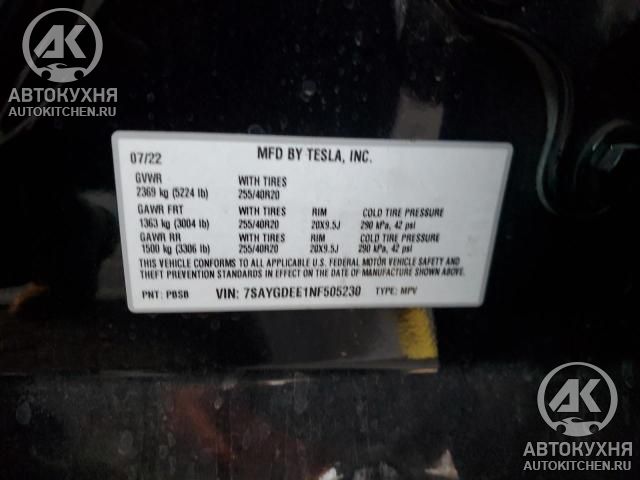 АК
АВТОКУХНЯ
AUTOKITCHEN.RU
07/22 MFD BY TESLA, INC.
GVWR WITH TIRES
2369 kg (5224 lb) 255/40R20
GAWR FRT WITH TIRES RIM COLD TIRE PRESSURE
1363 kg (3004 lb) 255/40R20 20X9.5J 290 kPa, 42 psi
GAWR RR WITH TIRES RIM COLD TIRE PRESSURE
1500 kg (3306 lb) 255/40R20 20X9.5J 290 kPa, 42 psi
THIS VEHICLE CONFORMS TO ALL APPLICABLE U.S. FEDERAL MOTOR VEHICLE SAFETY AND
THEFT PREVENTION STANDARDS IN EFFECT ON THE DATE OF MANUFACTURE SHOWN ABOVE.
PNT: PBSB VIN: 7SAYGDEE1NF505230 TYPE: MPV
АК
АВТОКУХНЯ
AUTOKITCHEN.RU